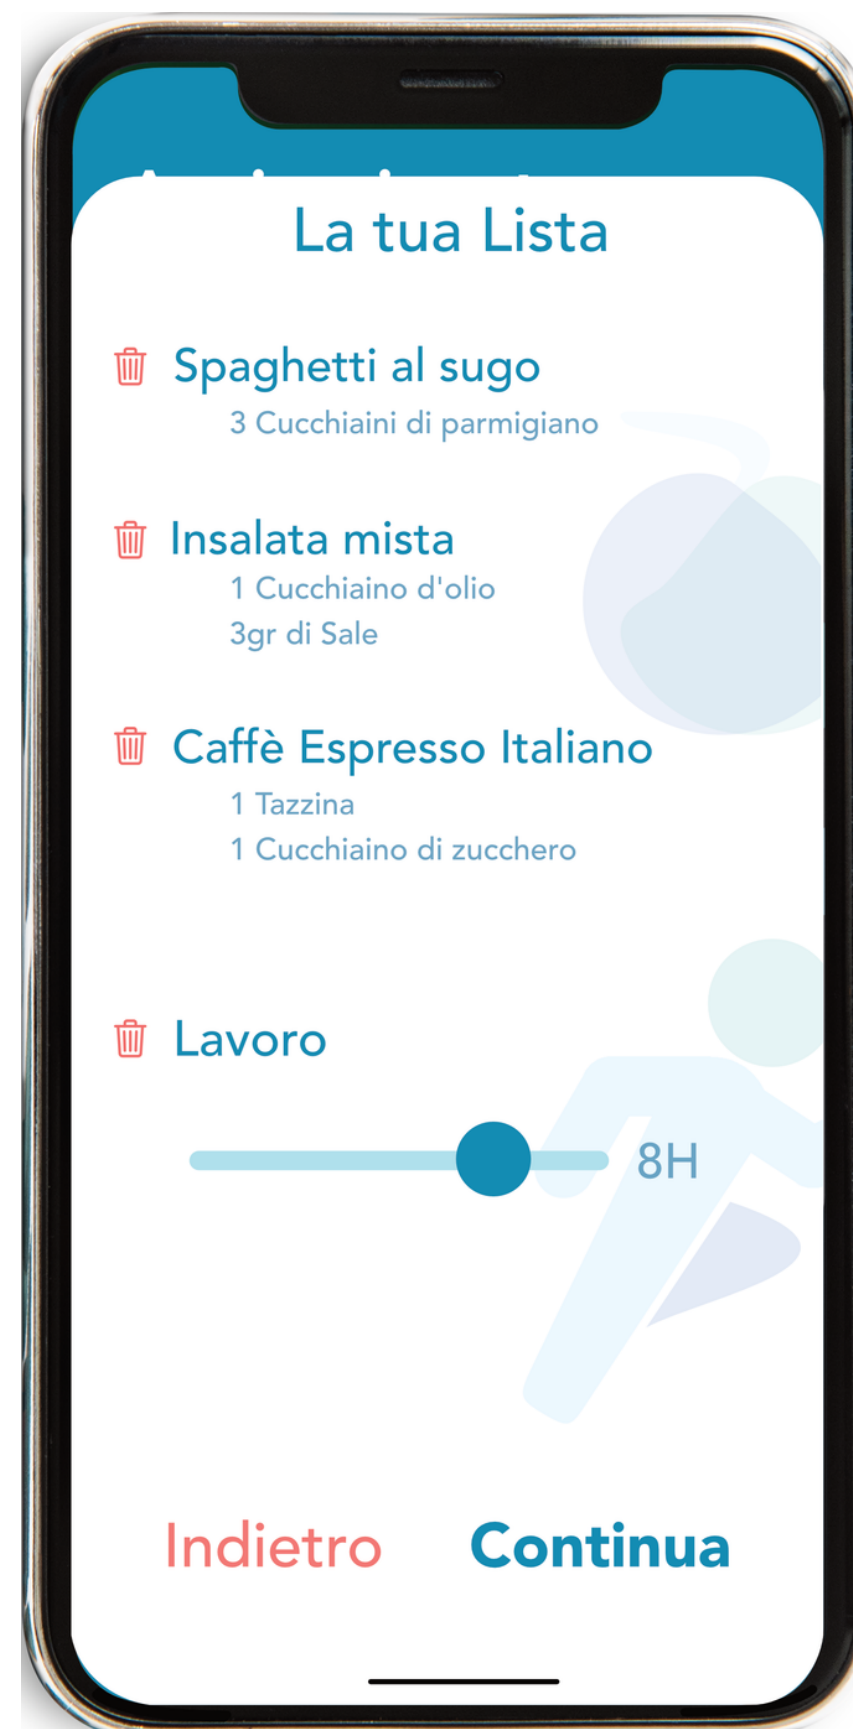 La tua Lista
Spaghetti al sugo
3 Cucchiaini di parmigiano
Insalata mista
1 Cucchiaino d'olio
3gr di Sale
Caffè Espresso Italiano
1 Tazzina
1 Cucchiaino di zucchero
Lavoro
8H
Indietro
Continua